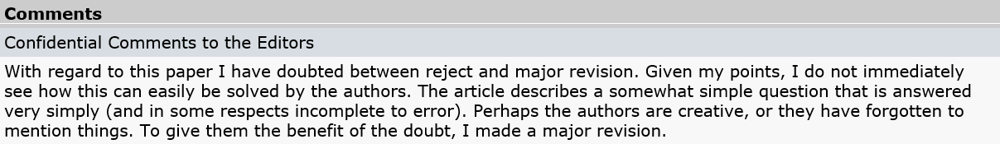 Comments
Confidential Comments to the Editors
With regard to this paper I have doubted between reject and major revision. Given my points, I do not immediately
see how this can easily be solved by the authors. The article describes a somewhat simple question that is answered
very simply (and in some respects incomplete to error). Perhaps the authors are creative, or they have forgotten to
mention things. To give them the benefit of the doubt, I made a major revision.